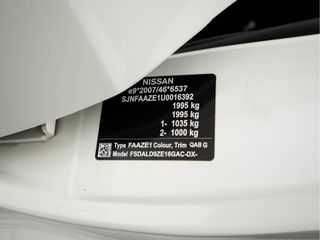 NISSAN
e9*2007/46*6537
SJNFAAZE1U0016392
1995 kg
1995 kg
1- 1035 kg
2- 1000 kg
Type FAAZE1 Colour, Trim QAB G
Model FSDALD9ZE16GAC-DX-